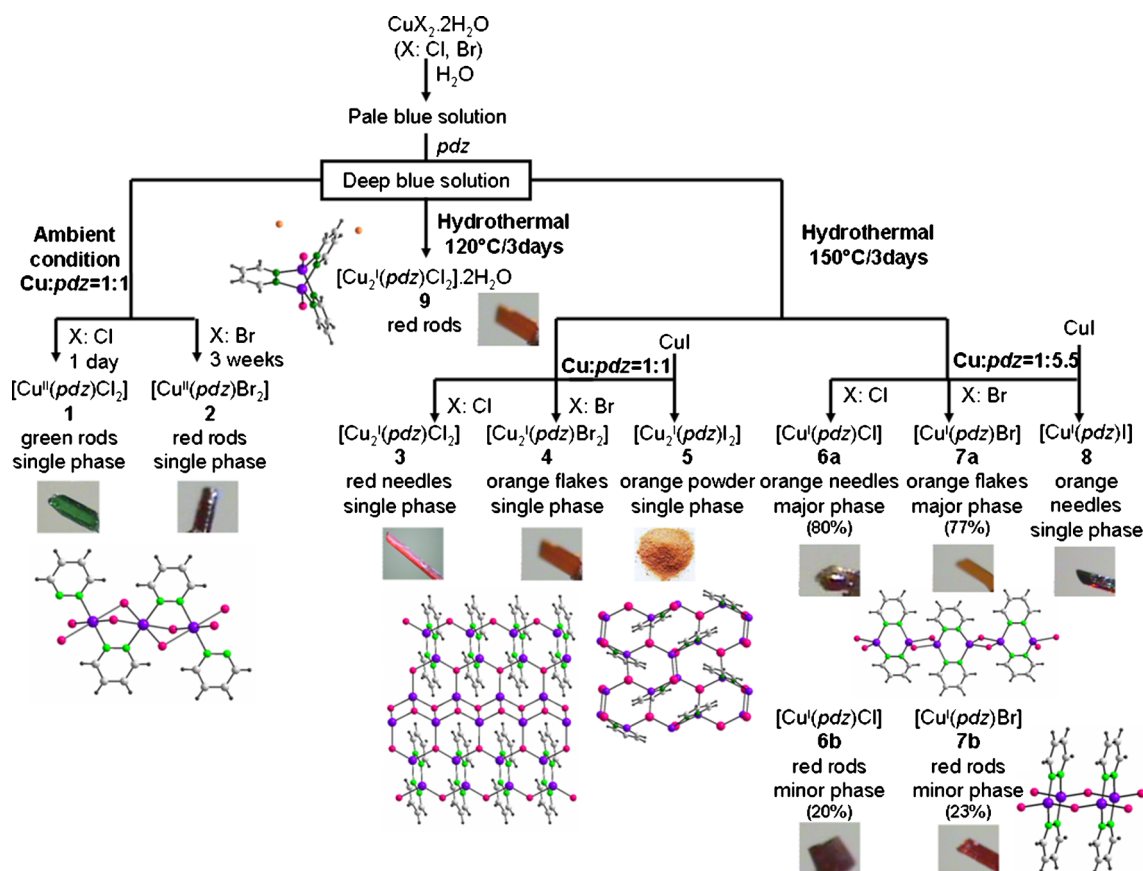 CuX₂.2H₂O
(X: Cl, Br)
H₂O
Pale blue solution
pdz
Deep blue solution
Ambient
condition
Cu:pdz=1:1
X: Cl
1 day
X: Br
3 weeks
[Cuᴵᴵ(pdz)Cl₂]
1
green rods
single phase
[Cuᴵᴵ(pdz)Br₂]
2
red rods
single phase
Hydrothermal
120°C/3days
[Cu₂ᴵ(pdz)Cl₂].2H₂O
9
red rods
Hydrothermal
150°C/3days
CuI
Cu:pdz=1:1
X: Cl
X: Br
[Cu₂ᴵ(pdz)Cl₂]
3
red needles
single phase
[Cu₂ᴵ(pdz)Br₂]
4
orange flakes
single phase
[Cu₂ᴵ(pdz)I₂]
5
orange powder
single phase
CuI
Cu:pdz=1:5.5
X: Cl
X: Br
[Cuᴵ(pdz)Cl]
6a
orange needles
major phase
(80%)
[Cuᴵ(pdz)Br]
7a
orange flakes
major phase
(77%)
[Cuᴵ(pdz)I]
8
orange
needles
single phase
[Cuᴵ(pdz)Cl]
6b
red rods
minor phase
(20%)
[Cuᴵ(pdz)Br]
7b
red rods
minor phase
(23%)